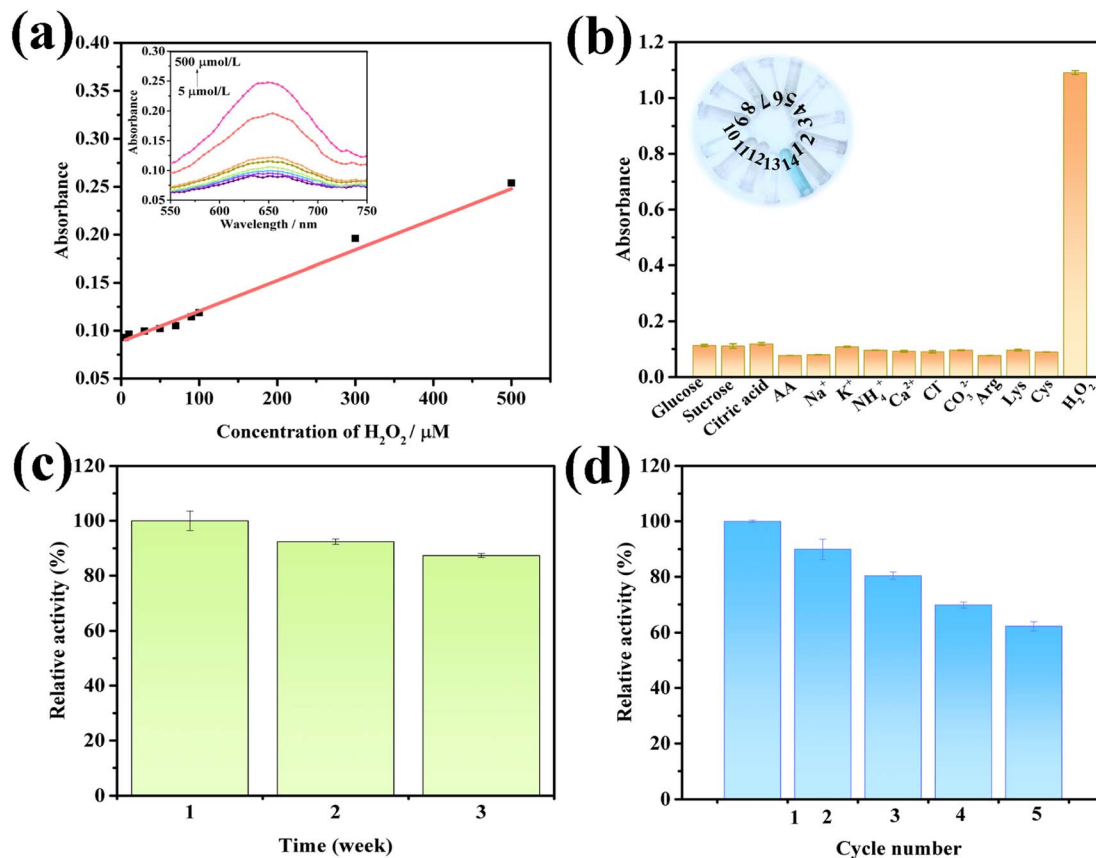 (a)
0.40
0.35
0.30
0.25
0.20
0.15
0.10
0.05
Absorbance
0 100 200 300 400 500
Concentration of H₂O₂ / μM
0.30
0.25
0.20
0.15
0.10
0.05
Absorbance
500 μmol/L
5 μmol/L
550 600 650 700 750
Wavelength / nm
(b)
1.2
1.0
0.8
0.6
0.4
0.2
0.0
Absorbance
1 2 3 4 5 6 7 8 9 10 11 12 13 14
Glucose
Sucrose
Citric acid
AA
Na⁺
K⁺
NH₄⁺
Ca²⁺
Cl⁻
CO₃²⁻
Arg
Lys
Cys
H₂O₂
(c)
120
100
80
60
40
20
0
Relative activity (%)
1 2 3
Time (week)
(d)
120
100
80
60
40
20
0
Relative activity (%)
1 2 3 4 5
Cycle number